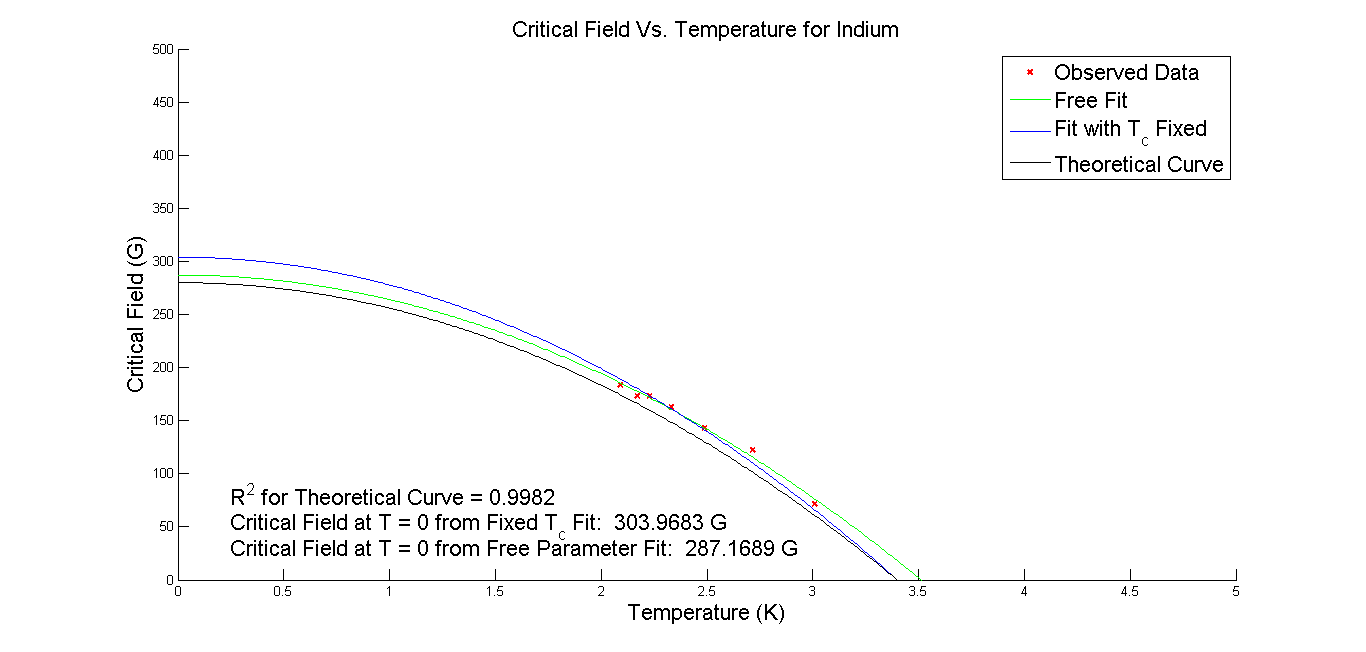 Critical Field Vs. Temperature for Indium
Observed Data
Free Fit
Fit with Tc Fixed
Theoretical Curve
500
450
400
350
300
250
200
150
100
50
0
Critical Field (G)
R2 for Theoretical Curve = 0.9982
Critical Field at T = 0 from Fixed Tc Fit: 303.9683 G
Critical Field at T = 0 from Free Parameter Fit: 287.1689 G
0 0.5 1 1.5 2 2.5 3 3.5 4 4.5 5
Temperature (K)